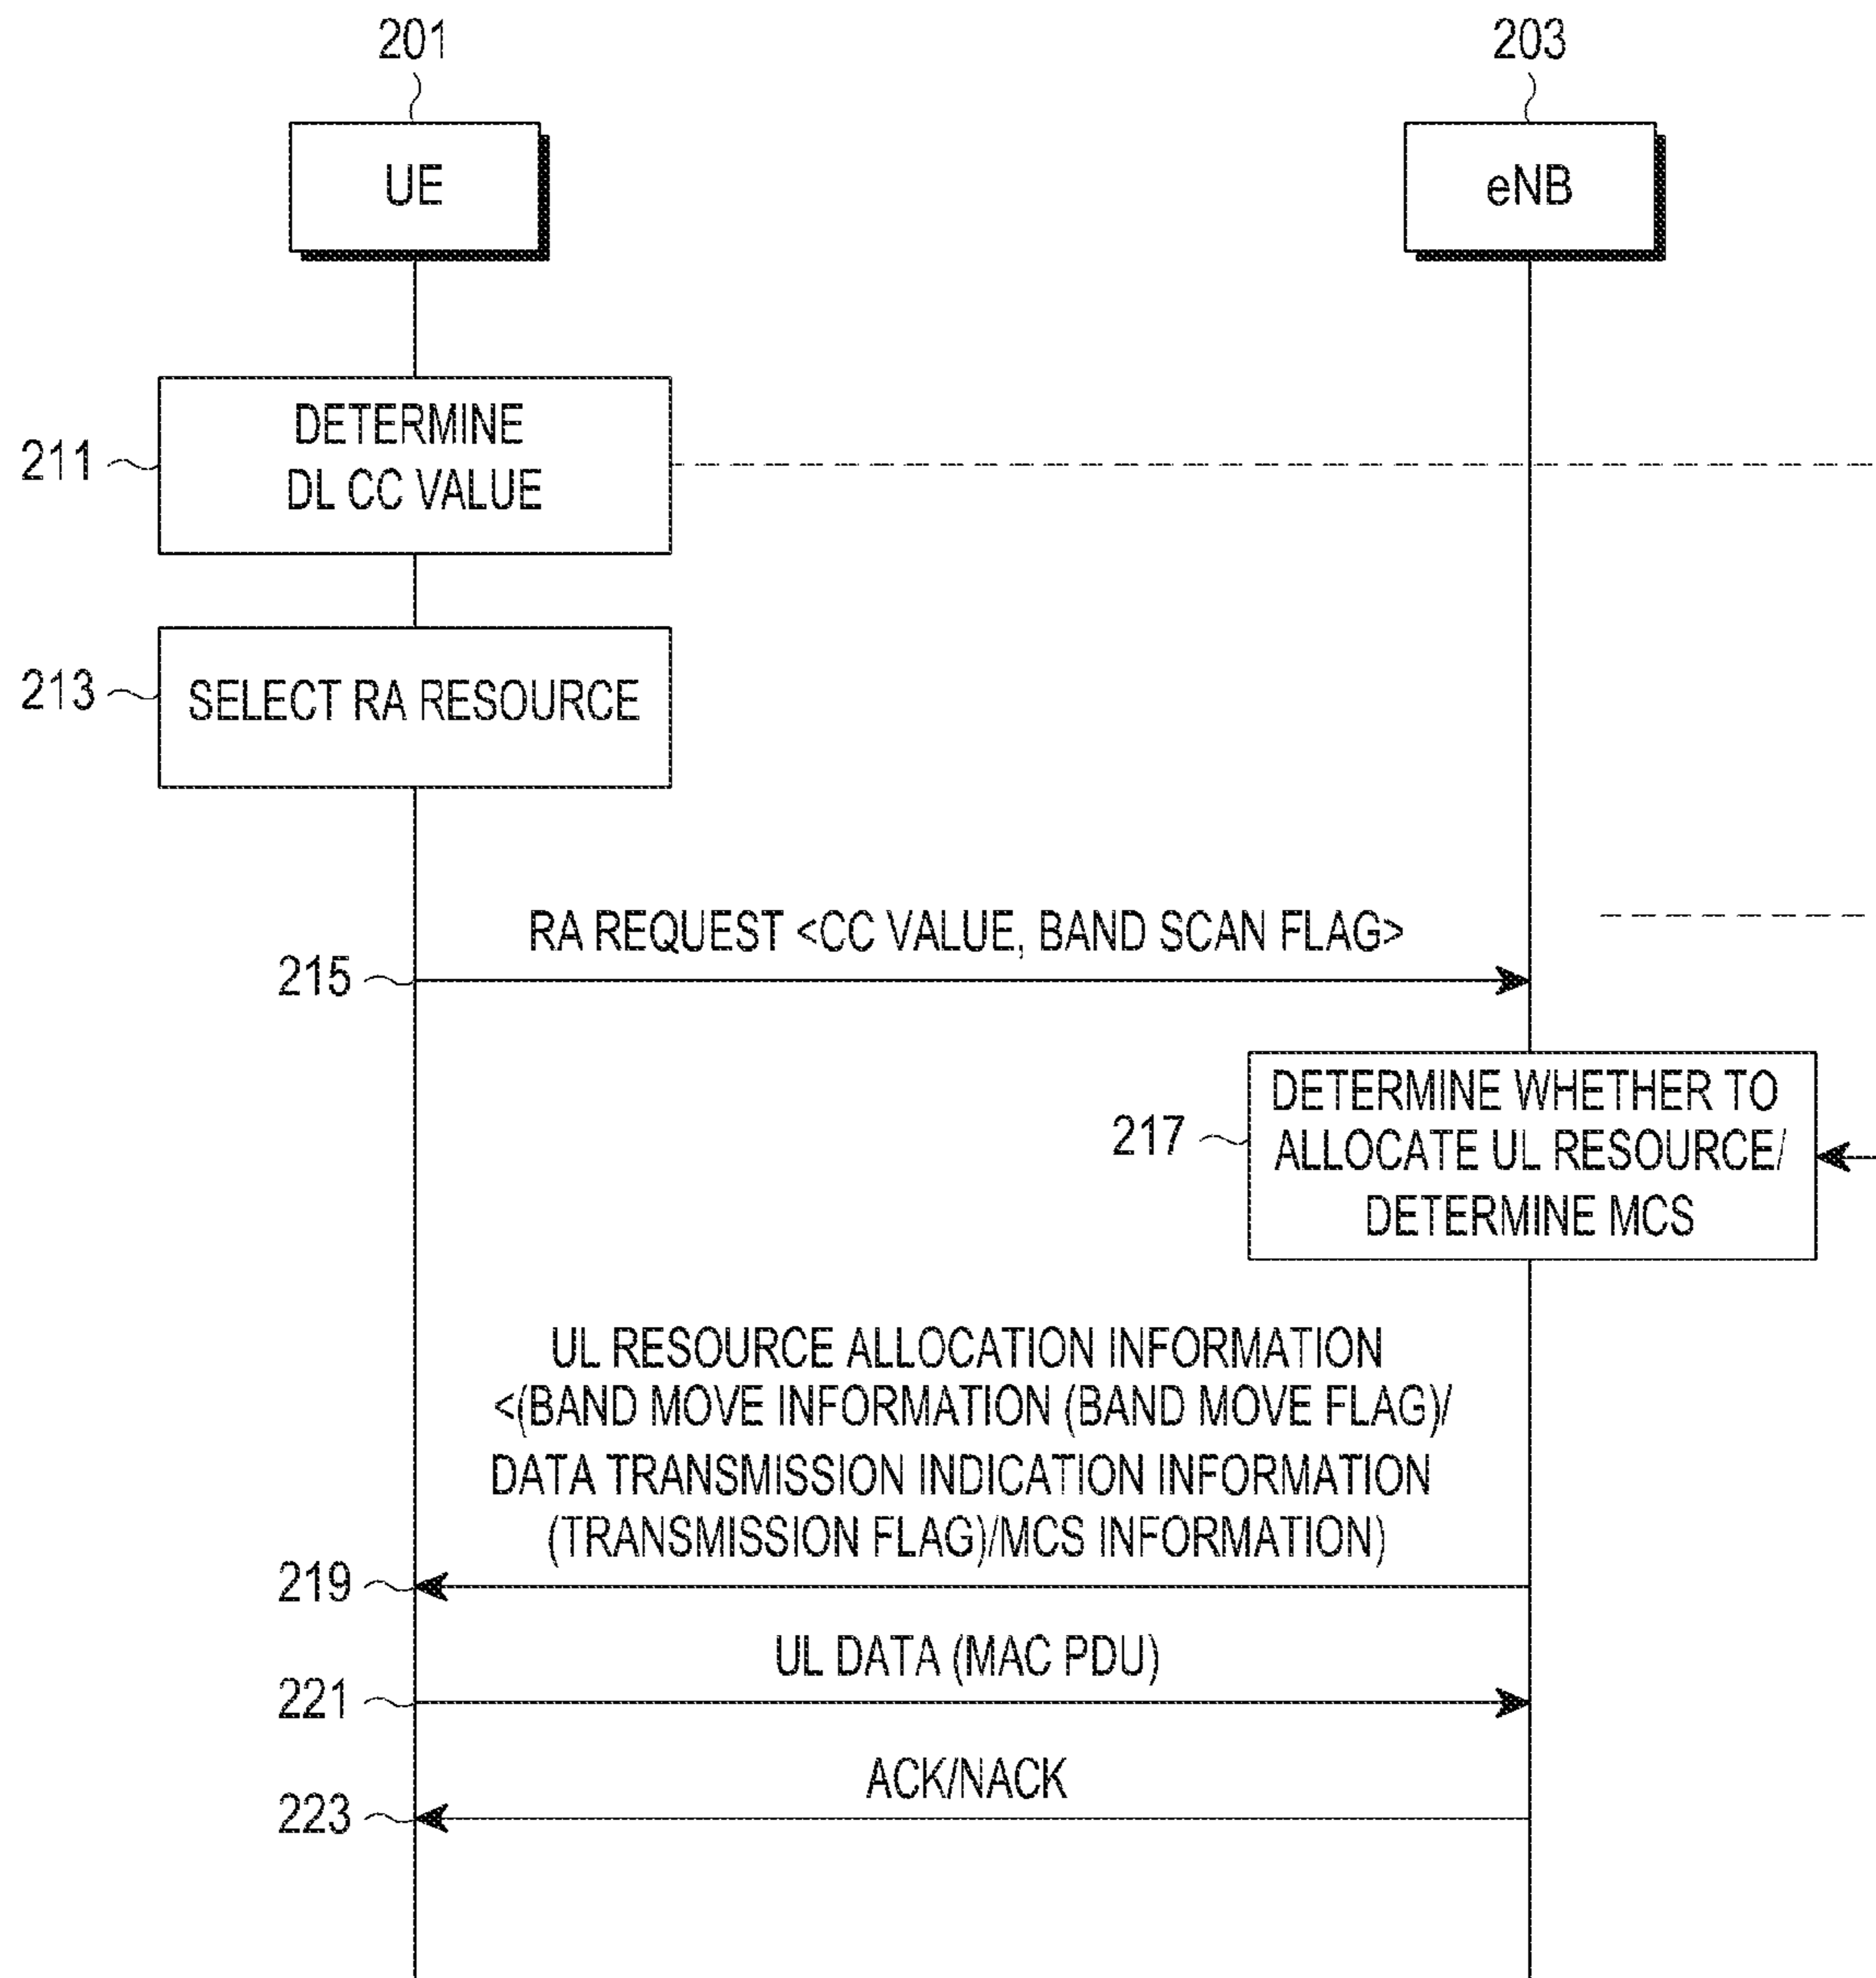 201
203
UE
eNB
DETERMINE
DL CC VALUE
211
213
SELECT RA RESOURCE
RA REQUEST <CC VALUE, BAND SCAN FLAG>
215
DETERMINE WHETHER TO
ALLOCATE UL RESOURCE/
DETERMINE MCS
217
UL RESOURCE ALLOCATION INFORMATION
<(BAND MOVE INFORMATION (BAND MOVE FLAG)/
DATA TRANSMISSION INDICATION INFORMATION
(TRANSMISSION FLAG)/MCS INFORMATION)
219
UL DATA (MAC PDU)
221
ACK/NACK
223